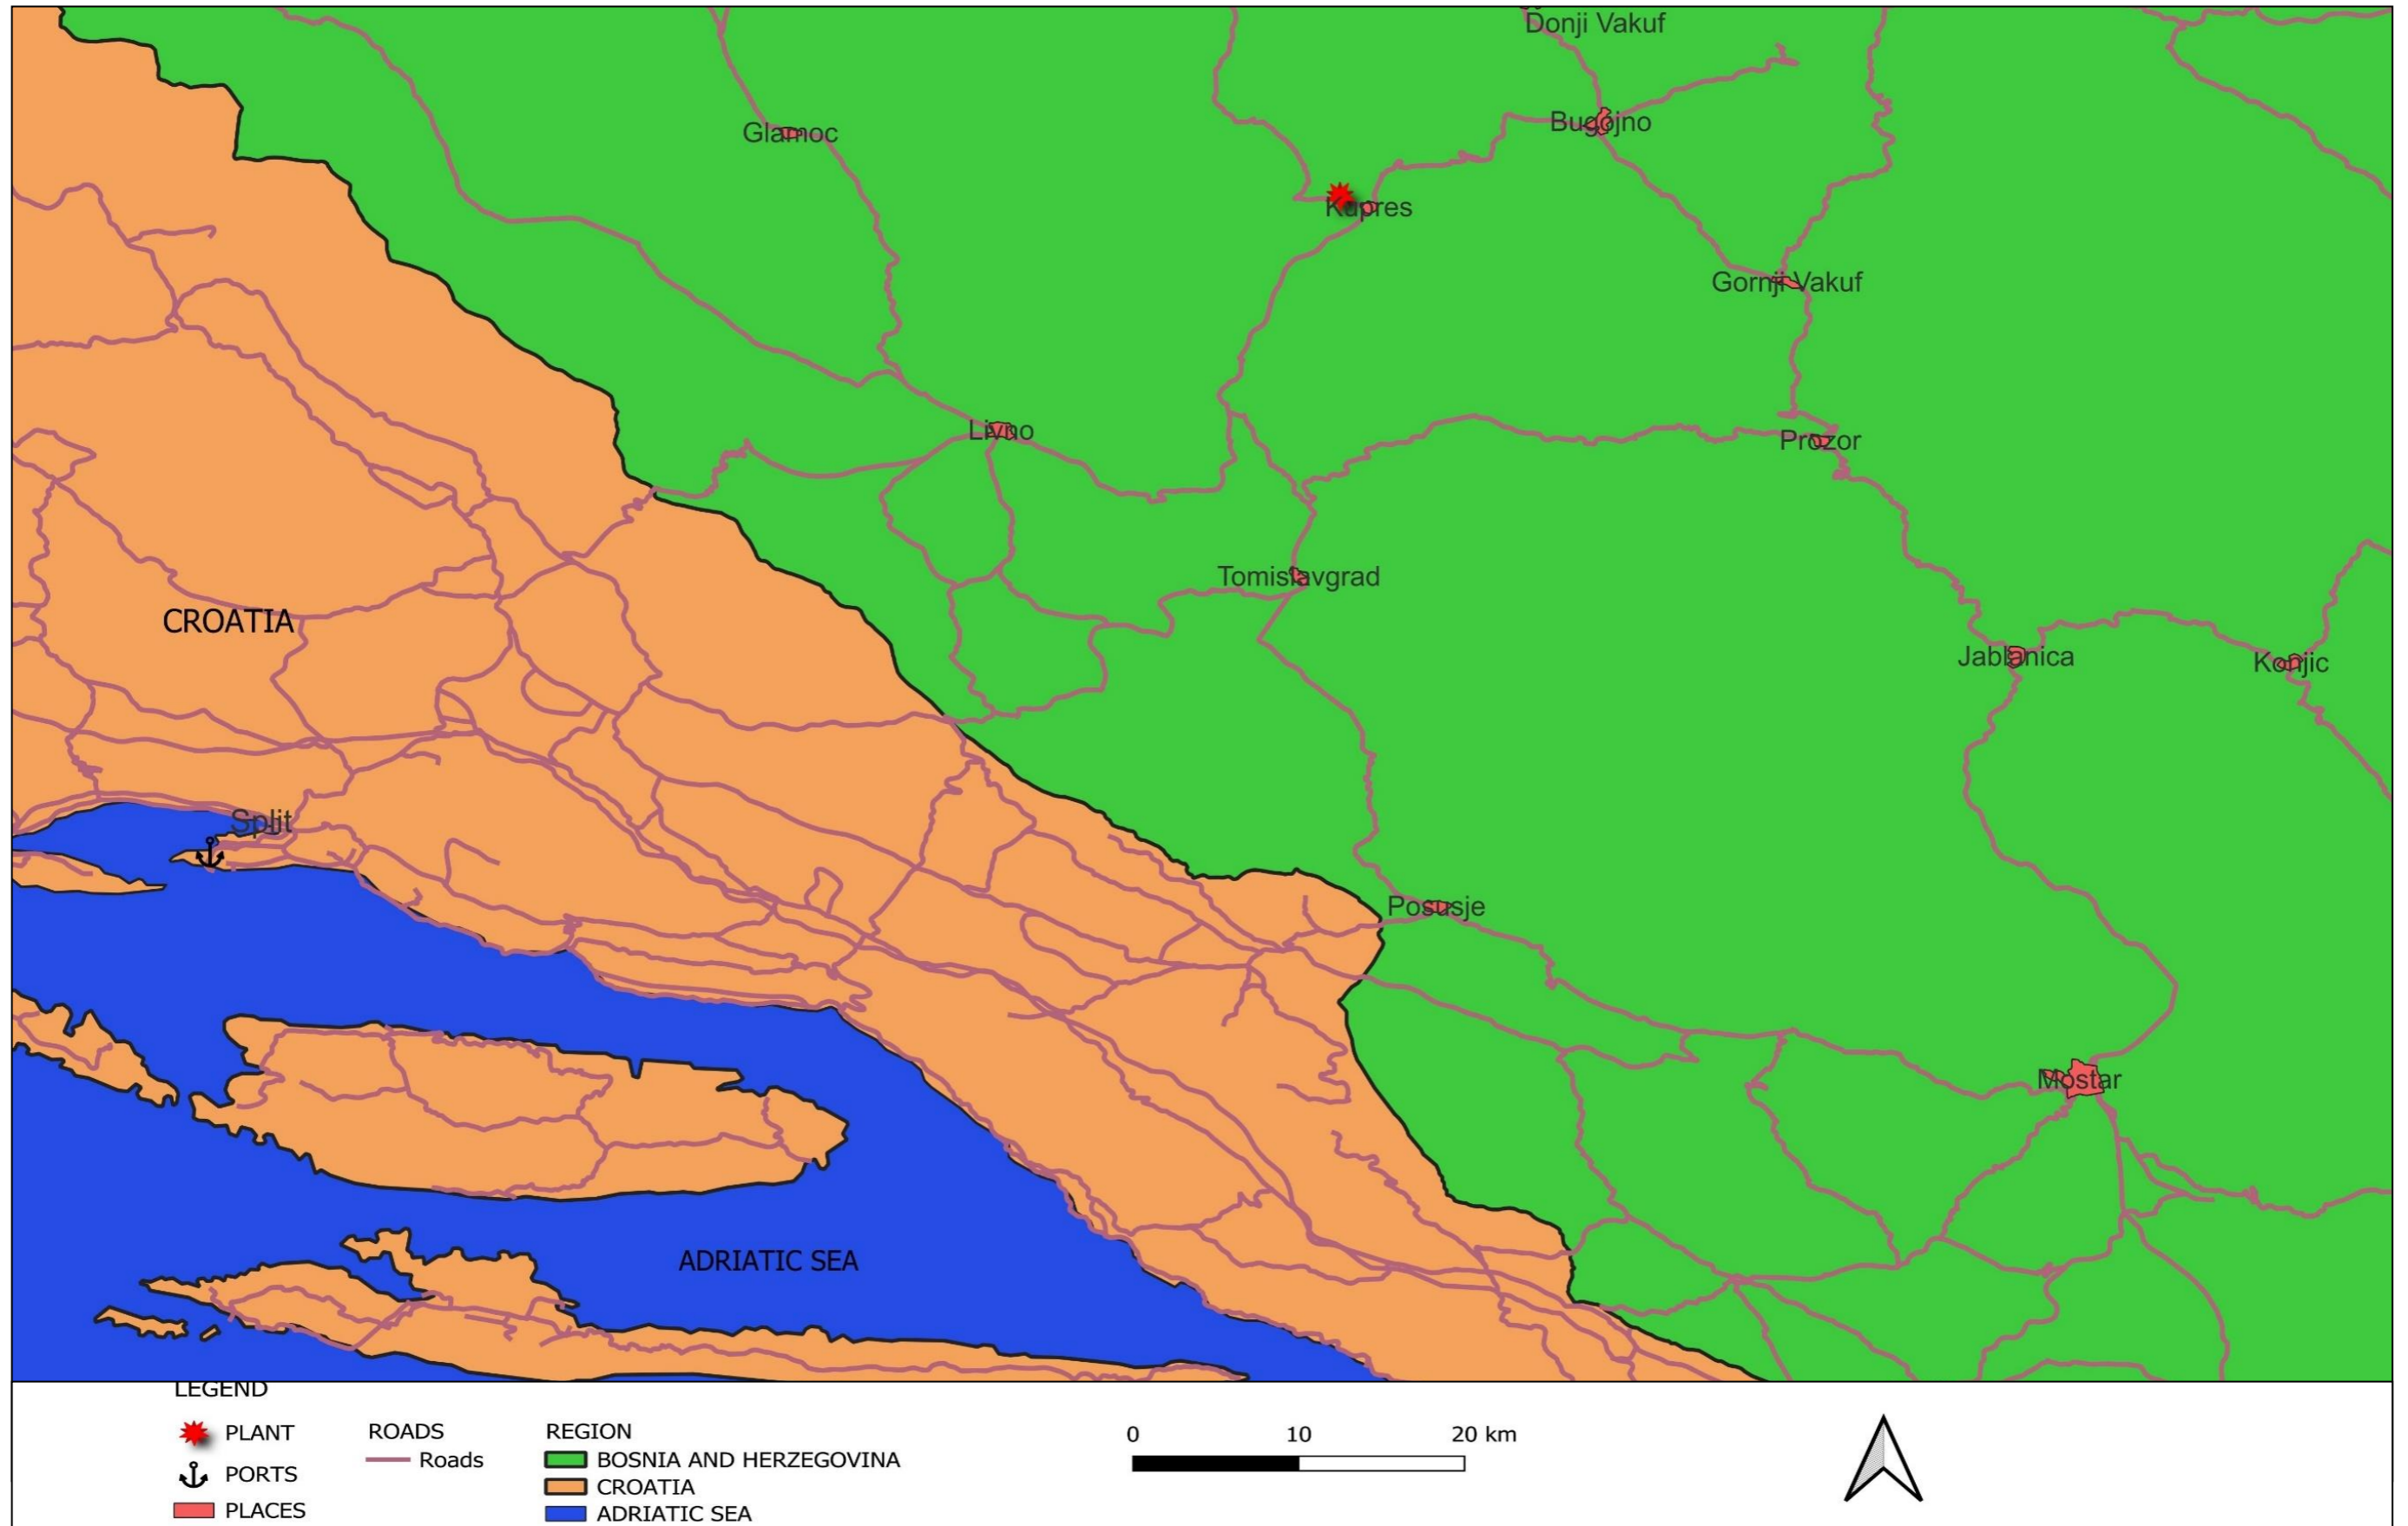 Donji Vakuf
Glamoc
Bugojno
Kupres
Gornji Vakuf
Livno
Prozor
Tomislavgrad
CROATIA
Jablanica
Konjic
Split
Posusje
Mostar
ADRIATIC SEA
LEGEND
PLANT
PORTS
PLACES
ROADS
Roads
REGION
BOSNIA AND HERZEGOVINA
CROATIA
ADRIATIC SEA
0 10 20 km